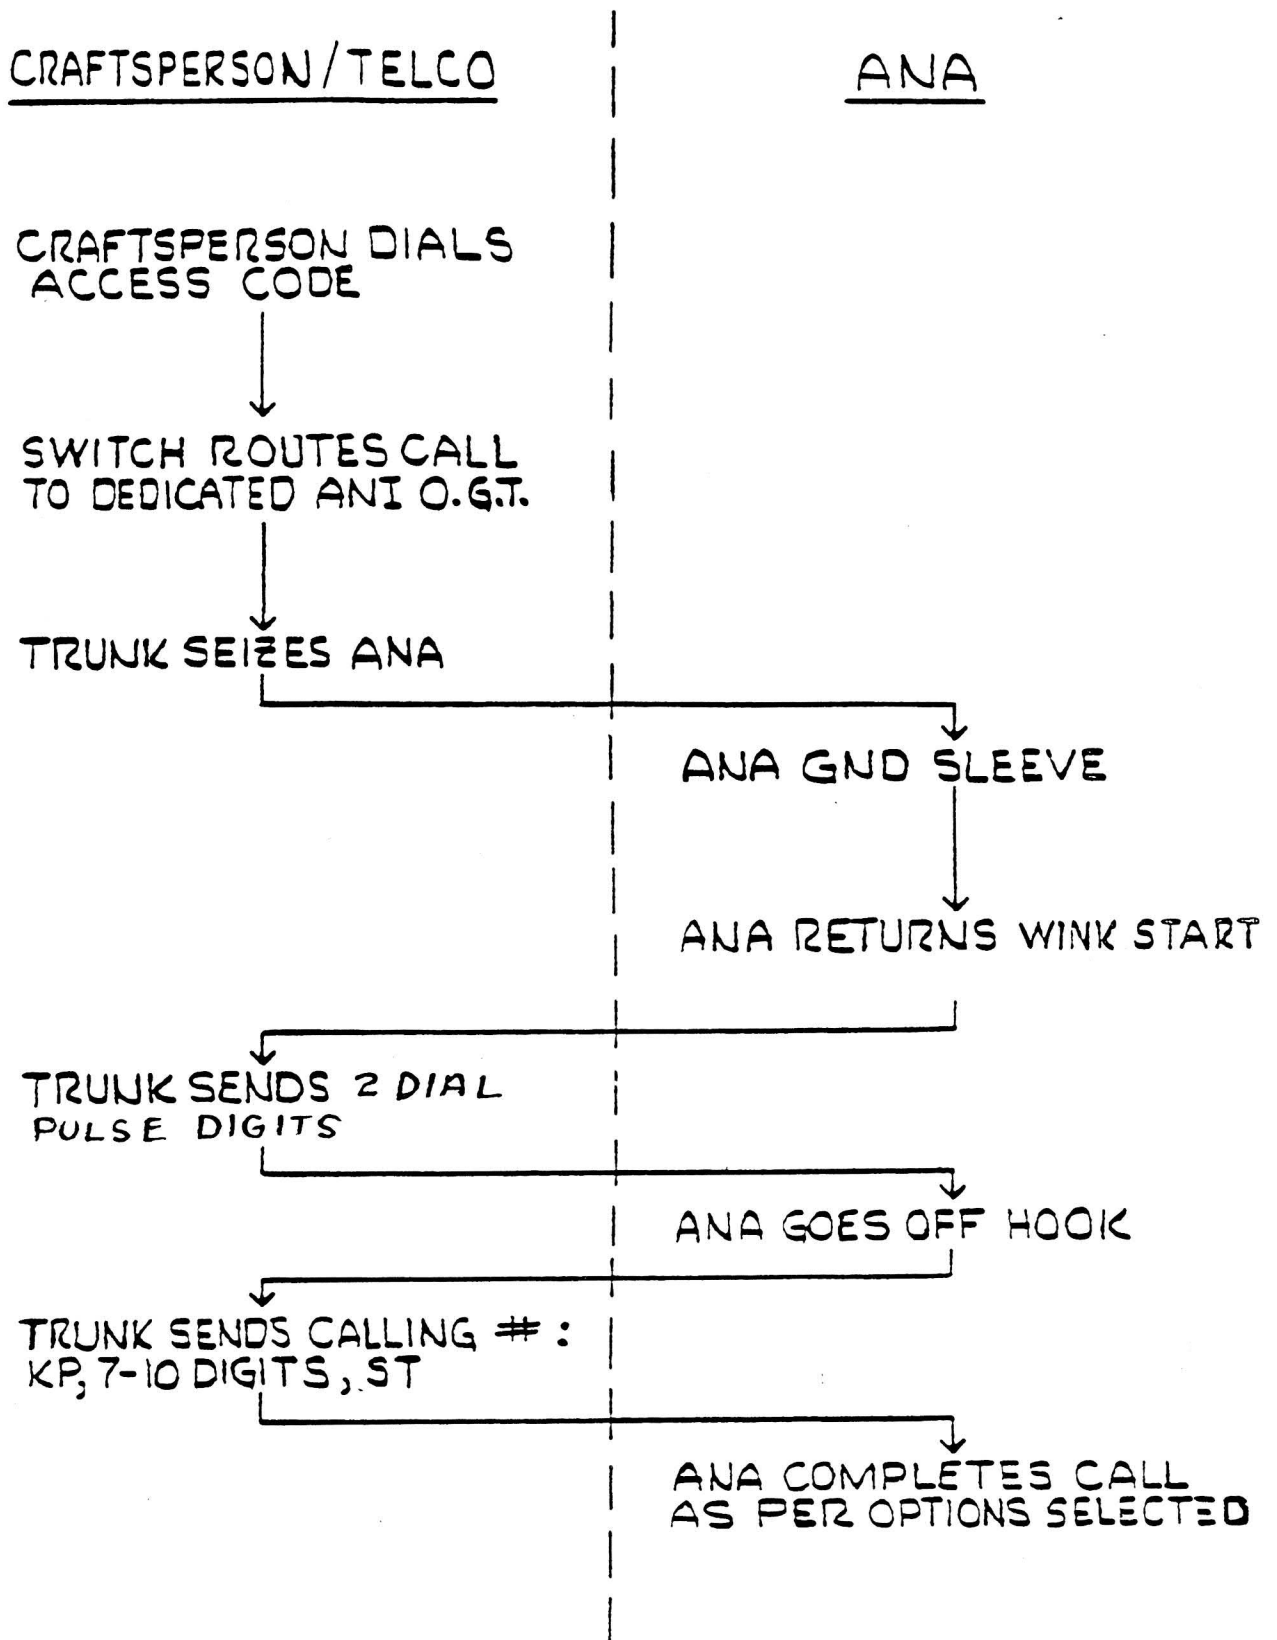 CRAFTSPERSON/TELCO
ANA
CRAFTSPERSON DIALS
ACCESS CODE
SWITCH ROUTES CALL
TO DEDICATED ANI O.G.T.
TRUNK SEIZES ANA
ANA GND SLEEVE
ANA RETURNS WINK START
TRUNK SENDS 2 DIAL
PULSE DIGITS
ANA GOES OFF HOOK
TRUNK SENDS CALLING #:
KP, 7-10 DIGITS, ST
ANA COMPLETES CALL
AS PER OPTIONS SELECTED